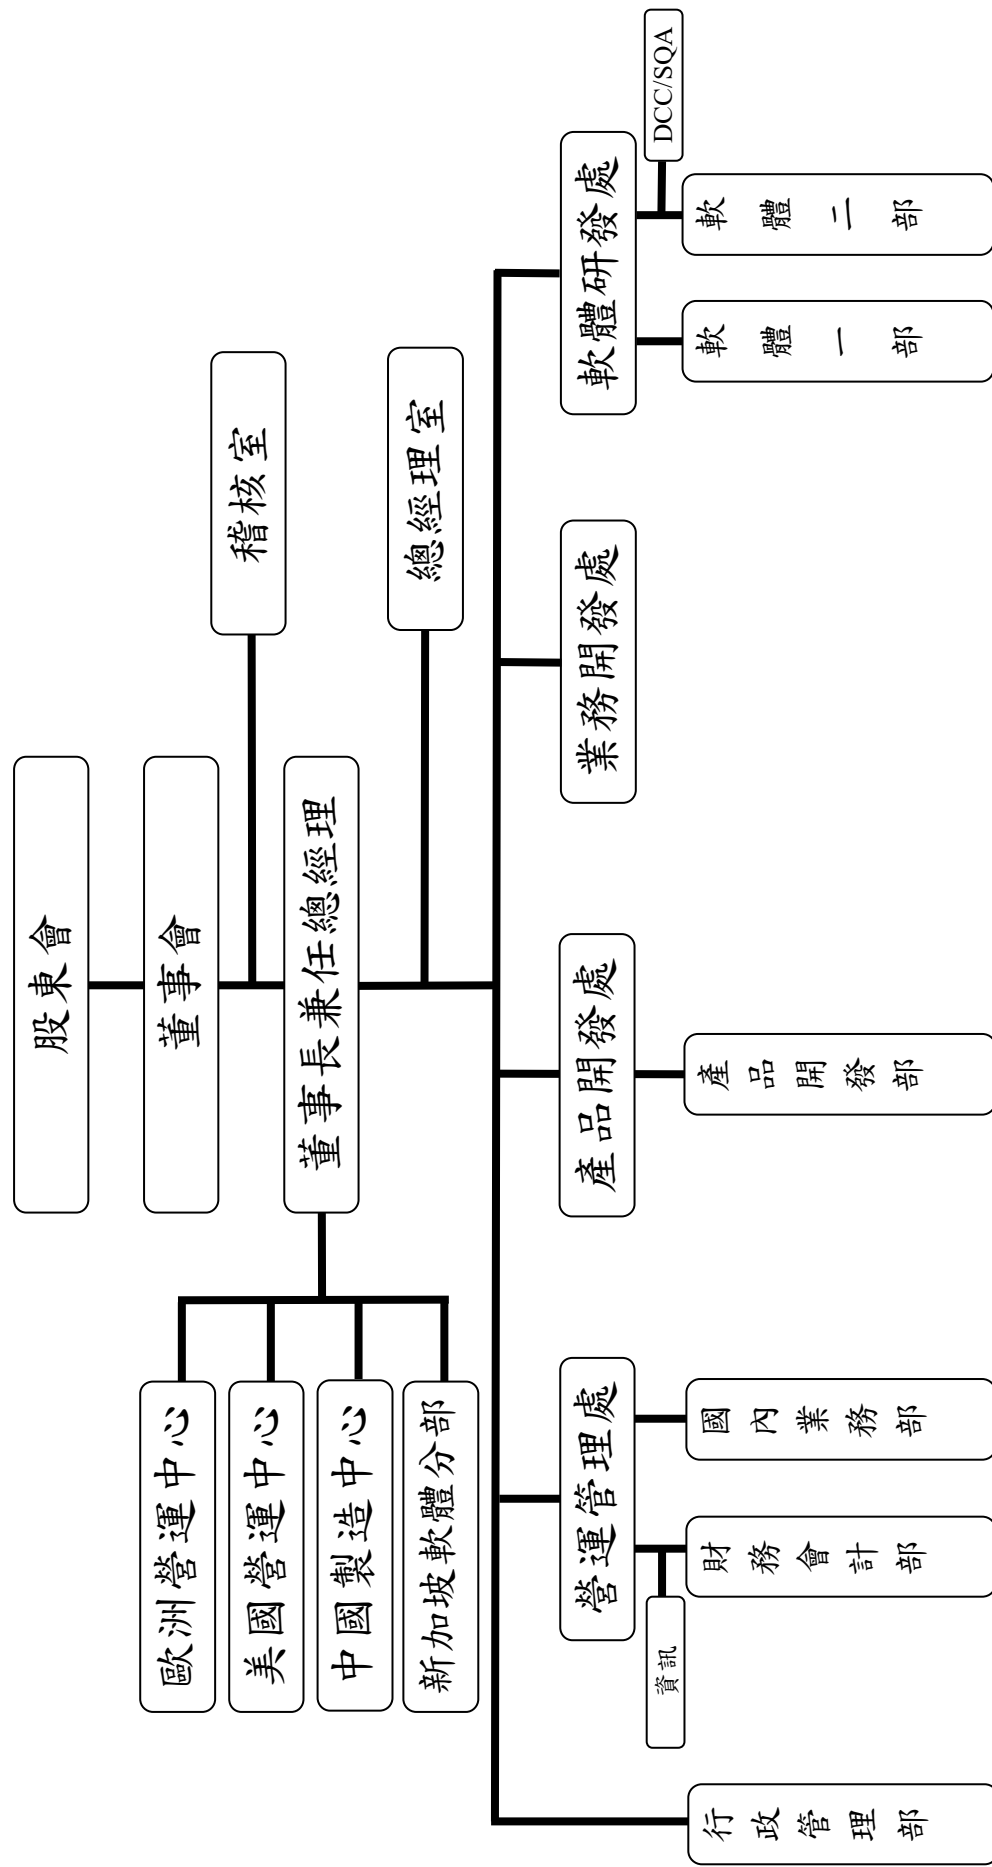 股東會
董事會
稽核室
董事長兼任總經理
總經理室
歐洲營運中心
美國營運中心
中國製造中心
新加坡軟體分部
營運管理處
產品開發處
業務開發處
軟體研發處
資訊
DCC/SQA
行政管理部
財務會計部
國內業務部
產品開發部
軟體一部
軟體二部